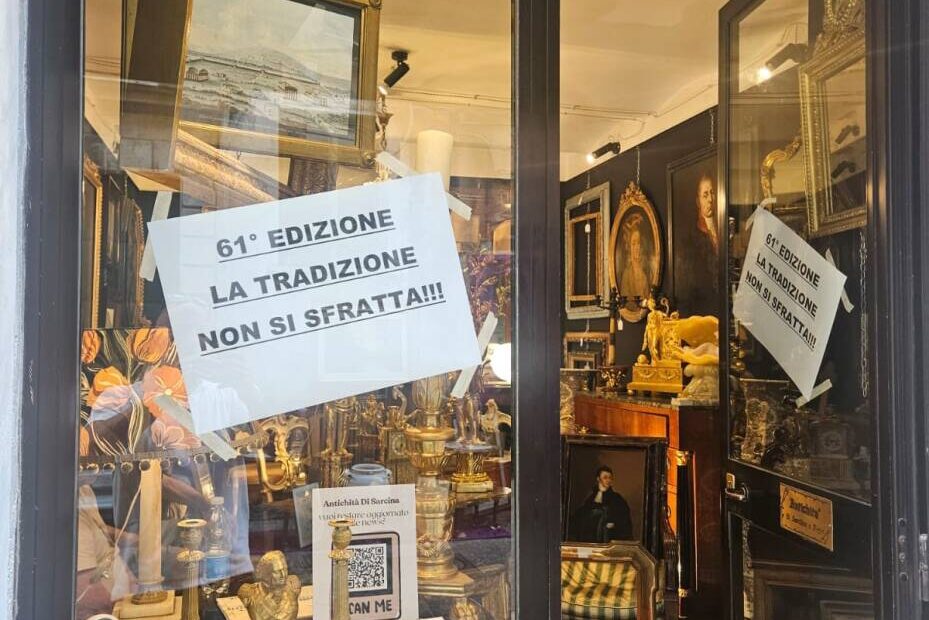 61° EDIZIONE
LA TRADIZIONE
NON SI SFRATTA!!!
61° EDIZIONE
LA TRADIZIONE
NON SI SFRATTA!!!
Antichità Di Sarcina
vuoi restare aggiornato
news?
SCAN ME
Antichità